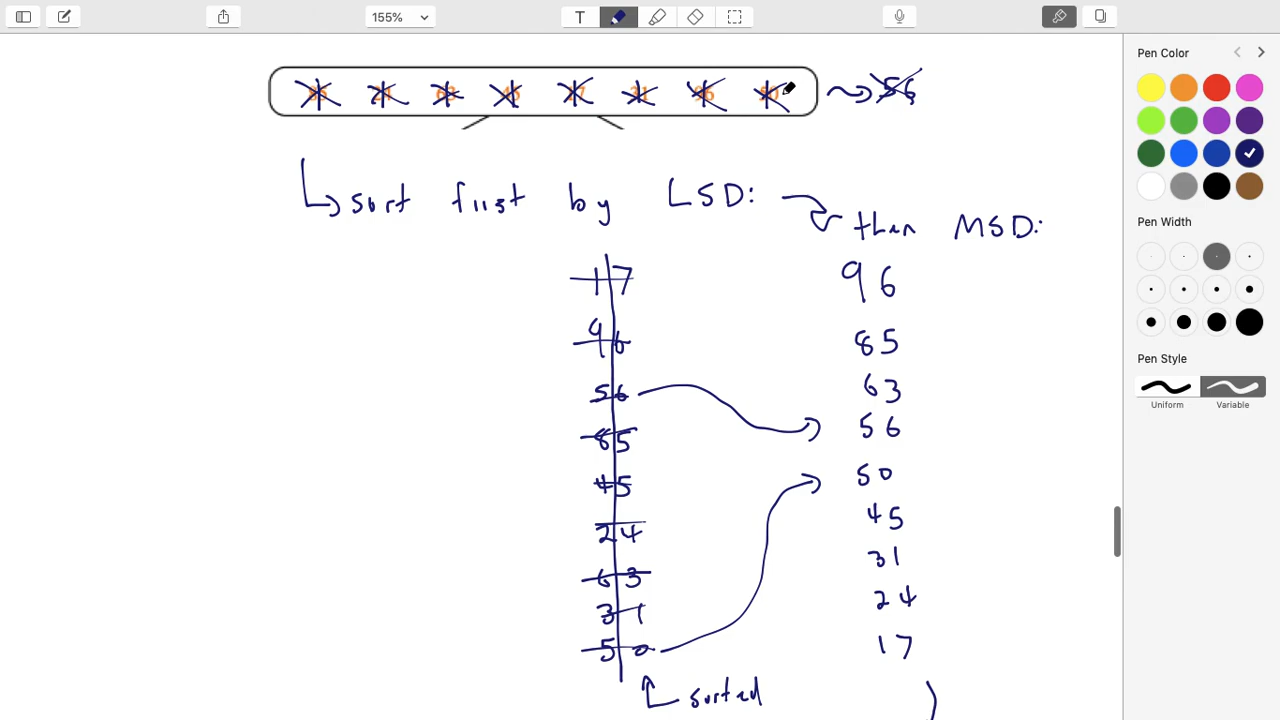 155%
T
Pen Color
56
sort first by LSD:
then MSD:
Pen Width
17
96
96
85
56
63
85
56
45
50
24
45
63
31
31
24
50
17
sorted
Pen Style
Uniform
Variable